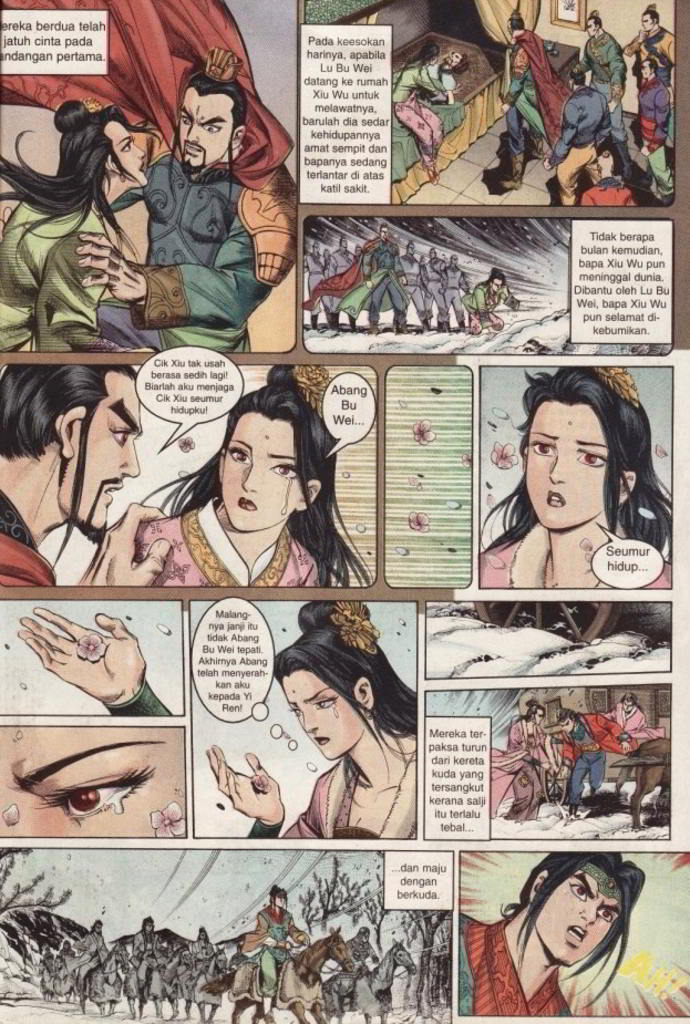 ereka berdua telah
jatuh cinta pada
andangan pertama.
Pada keesokan
harinya, apabila
Lu Bu Wei
datang ke rumah
Xiu Wu untuk
melawatnya,
barulah dia sedar
kehidupannya
amat sempit dan
bapanya sedang
terlantar di atas
katil sakit.
Tidak berapa
bulan kemudian,
bapa Xiu Wu pun
meninggal dunia.
Dibantu oleh Lu Bu
Wei, bapa Xiu Wu
pun selamat di-
kebumikan.
Cik Xiu tak usah
berasa sedih lagi!
Biarlah aku menjaga
Cik Xiu seumur
hidupku!
Abang
Bu
Wei...
Seumur
hidup...
Malang-
nya janji itu
tidak Abang
Bu Wei tepati.
Akhirnya Abang
telah menyerah-
kan aku
kepada Yi
Ren!
Mereka ter-
paksa turun
dari kereta
kuda yang
tersangkut
kerana salji
itu terlalu
tebal...
...dan maju
dengan
berkuda.
AH!